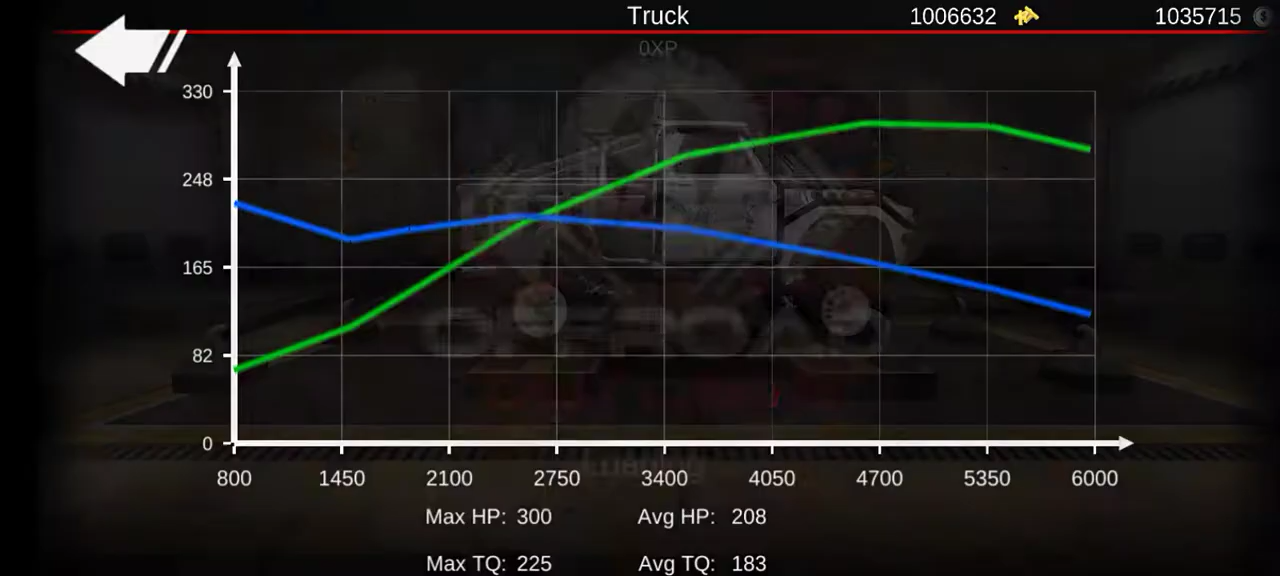 Truck 1006632 1035715
0XP
330
248
165
82
0
800 1450 2100 2750 3400 4050 4700 5350 6000
Max HP: 300 Avg HP: 208
Max TQ: 225 Avg TQ: 183